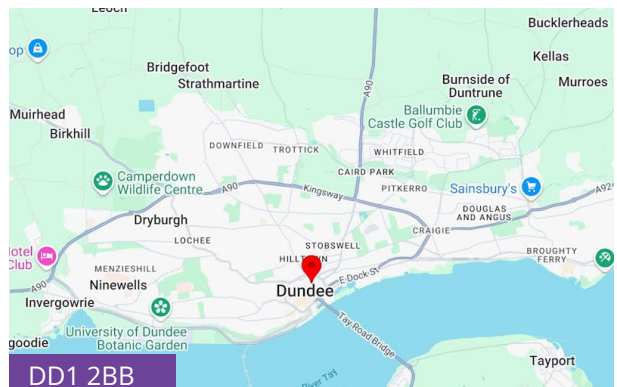 Leoch
Bucklerheads
op
Kellas
Bridgefoot
Strathmartine
Burnside of
Duntrune
Murroes
A90
Ballumbie
Castle Golf Club
Muirhead
Birkhill
DOWNFIELD
TROTTICK
WHITFIELD
CAIRD PARK
Camperdown
Wildlife Centre
A90
Kingsway
PITKERRO
Sainsbury's
A92
DOUGLAS
AND ANGUS
Dryburgh
LOCHEE
STOBSWELL
CRAIGIE
otel
Club
MENZIESHILL
HILLTOWN
BROUGHTY
FERRY
A90
Ninewells
Dundee
E Dock St
Invergowrie
University of Dundee
Botanic Garden
Tay Road Bridge
goodie
River Tay
Tayport
DD1 2BB